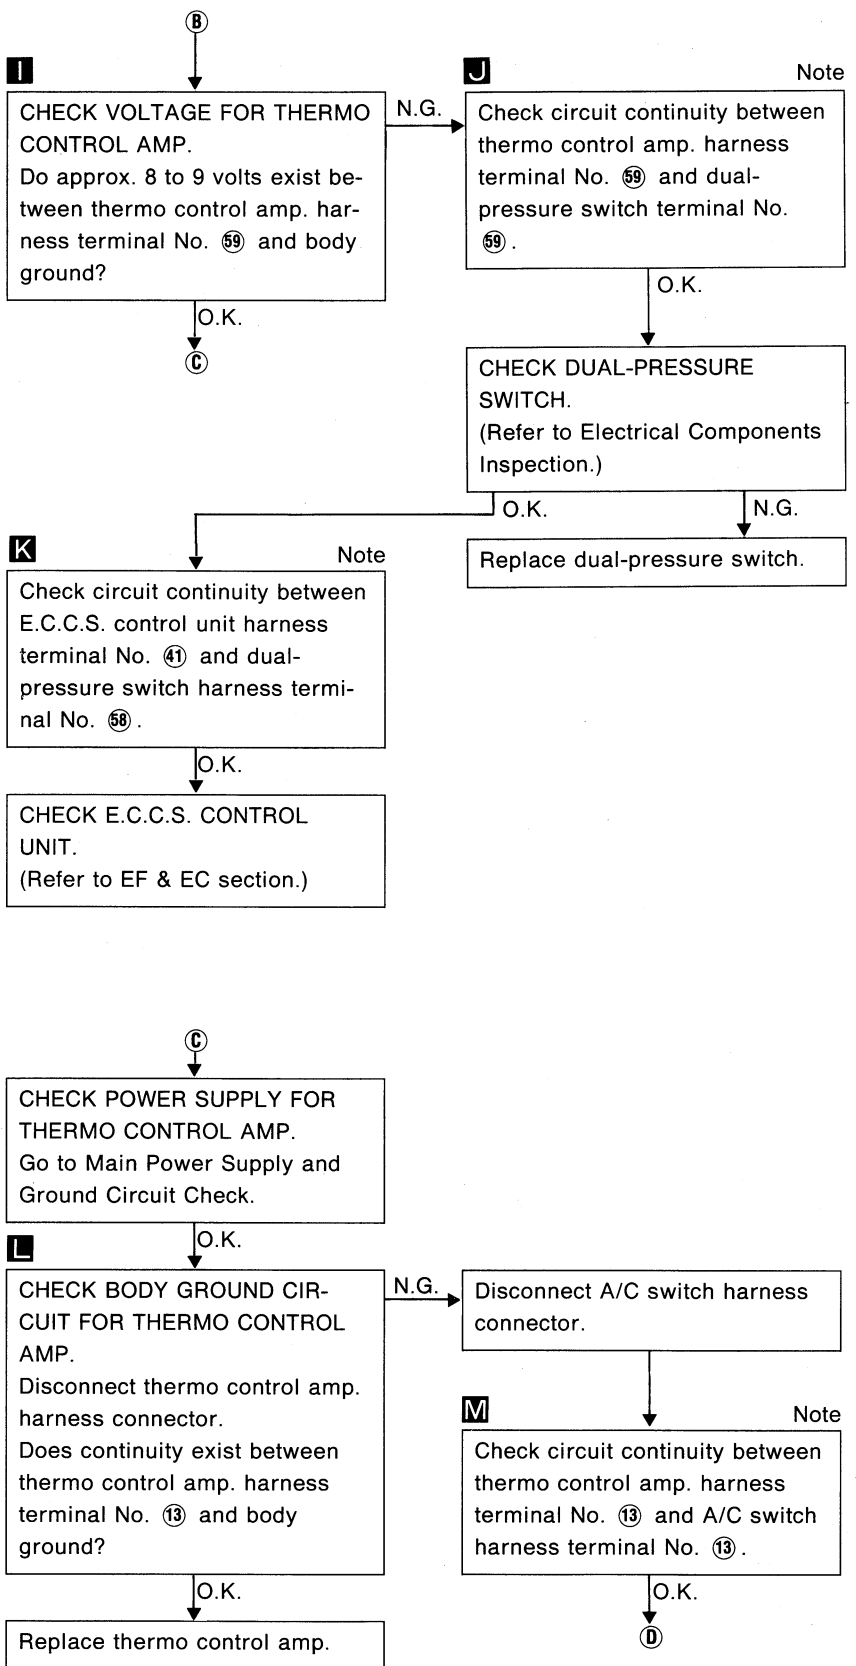 B
I
CHECK VOLTAGE FOR THERMO
CONTROL AMP.
Do approx. 8 to 9 volts exist be-
tween thermo control amp. har-
ness terminal No. 59 and body
ground?
N.G.
O.K.
C
J
Note
Check circuit continuity between
thermo control amp. harness
terminal No. 59 and dual-
pressure switch terminal No.
59.
O.K.
CHECK DUAL-PRESSURE
SWITCH.
(Refer to Electrical Components
Inspection.)
O.K.
N.G.
Replace dual-pressure switch.
K
Note
Check circuit continuity between
E.C.C.S. control unit harness
terminal No. 41 and dual-
pressure switch harness termi-
nal No. 58.
O.K.
CHECK E.C.C.S. CONTROL
UNIT.
(Refer to EF & EC section.)
C
CHECK POWER SUPPLY FOR
THERMO CONTROL AMP.
Go to Main Power Supply and
Ground Circuit Check.
O.K.
L
CHECK BODY GROUND CIR-
CUIT FOR THERMO CONTROL
AMP.
Disconnect thermo control amp.
harness connector.
Does continuity exist between
thermo control amp. harness
terminal No. 13 and body
ground?
N.G.
O.K.
Replace thermo control amp.
Disconnect A/C switch harness
connector.
M
Note
Check circuit continuity between
thermo control amp. harness
terminal No. 13 and A/C switch
harness terminal No. 13.
O.K.
D